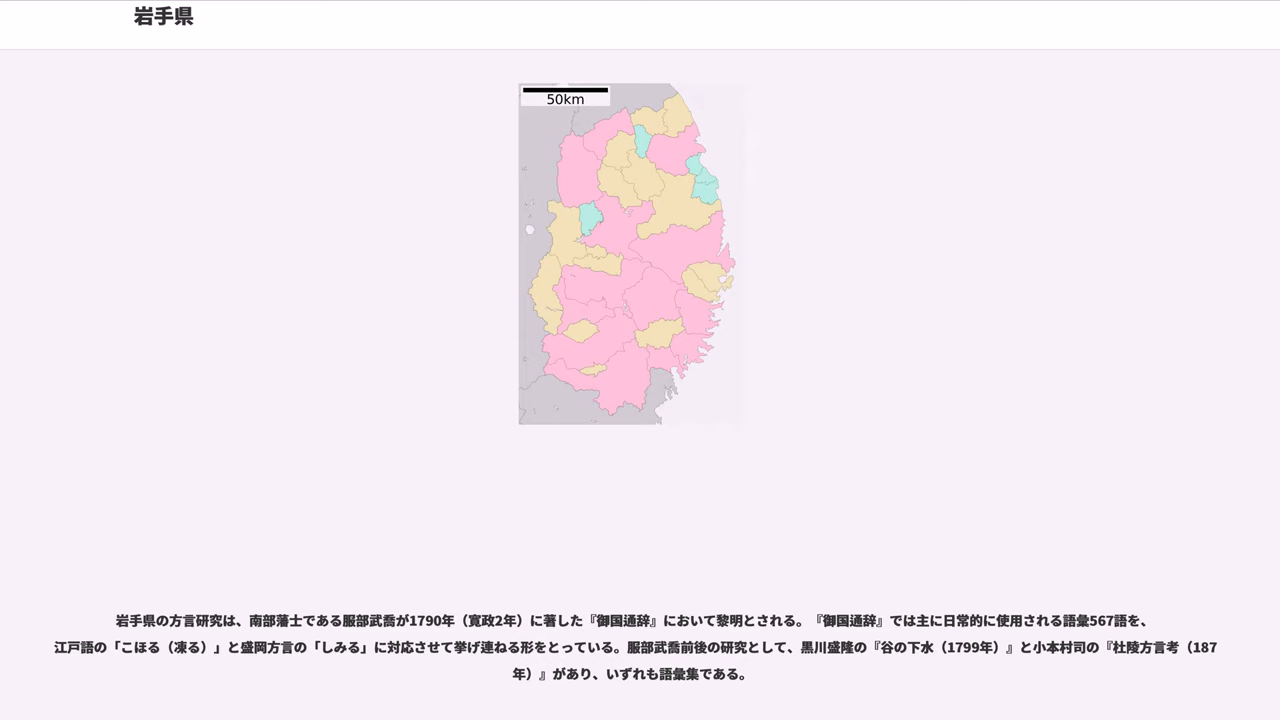 岩手県
50km
岩手県の方言研究は、南部藩士である服部武喬が1790年（寛政2年）に著した『御国通辞』において黎明とされる。『御国通辞』では主に日常的に使用される語彙567語を、
江戸語の「こほる（凍る）」と盛岡方言の「しみる」に対応させて挙げ連ねる形をとっている。服部武喬前後の研究として、黒川盛隆の『谷の下水（1799年）』と小本村司の『杜陵方言考（187
年）』があり、いずれも語彙集である。